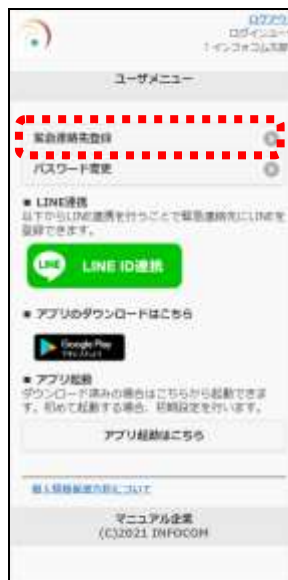 ログアウト
ログインユーザ
：インフォコム太郎
ユーザメニュー
緊急連絡先登録
パスワード変更
■ LINE連携
以下からLINE連携を行うことで緊急連絡先にLINEを
登録できます。
LINE LINE ID連携
■ アプリのダウンロードはこちら
Google Play
で手に入れよう
■ アプリ起動
ダウンロード済みの場合はこちらから起動できま
す。初めて起動する場合、初期設定を行います。
アプリ起動はこちら
個人情報保護方針について
マニュアル企業
(C)2021 INFOCOM